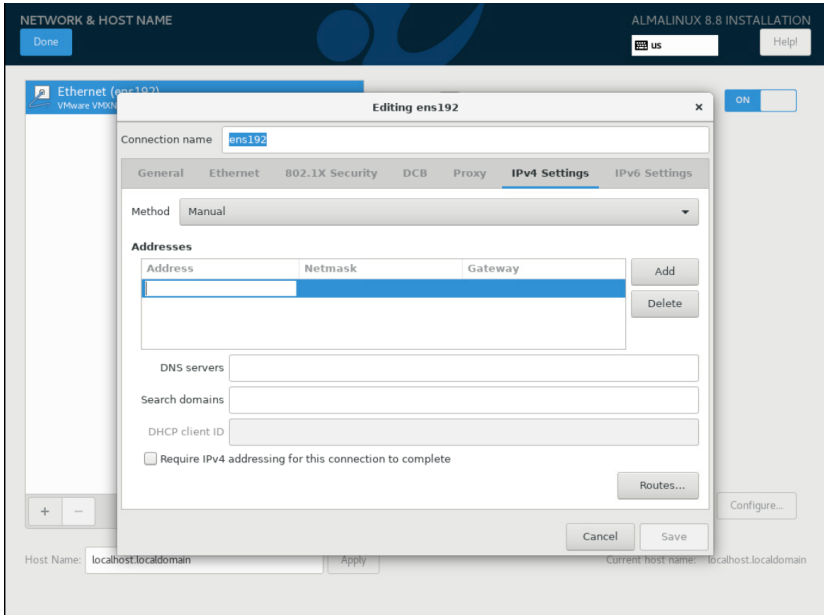 NETWORK & HOST NAME
ALMALINUX 8.8 INSTALLATION
Done
us
Help!
Ethernet (ens192)
VMware VMXN
ON
Editing ens192
Connection name ens192
General Ethernet 802.1X Security DCB Proxy IPv4 Settings IPv6 Settings
Method Manual
Addresses
Address Netmask Gateway
Add
Delete
DNS servers
Search domains
DHCP client ID
Require IPv4 addressing for this connection to complete
Routes...
+ −
Configure...
Cancel Save
Host Name: localhost.localdomain Apply Current host name: localhost.localdomain